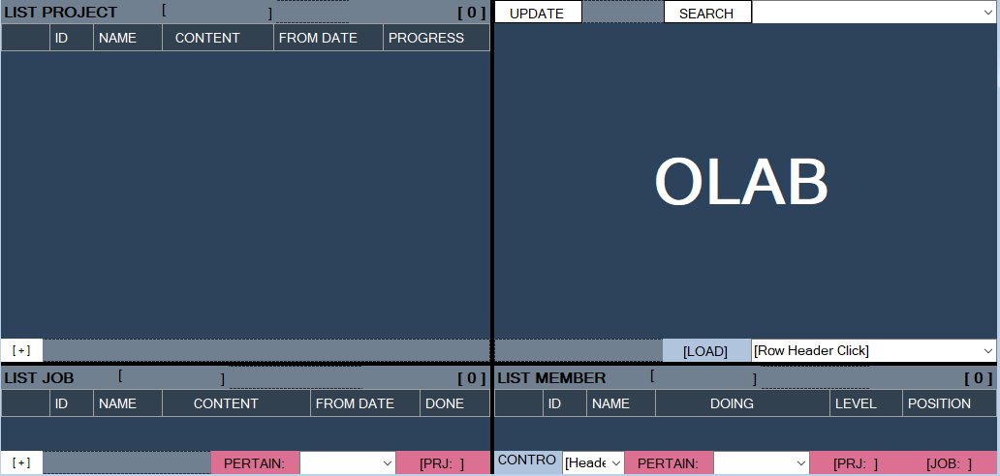 LIST PROJECT [ ] [ 0 ]
ID NAME CONTENT FROM DATE PROGRESS
[ + ]
UPDATE SEARCH
OLAB
[LOAD] [Row Header Click]
LIST JOB [ ] [ 0 ]
ID NAME CONTENT FROM DATE DONE
[ + ] PERTAIN: [PRJ: ]
LIST MEMBER [ ] [ 0 ]
ID NAME DOING LEVEL POSITION
CONTRO [Heade PERTAIN: [PRJ: ] [JOB: ]